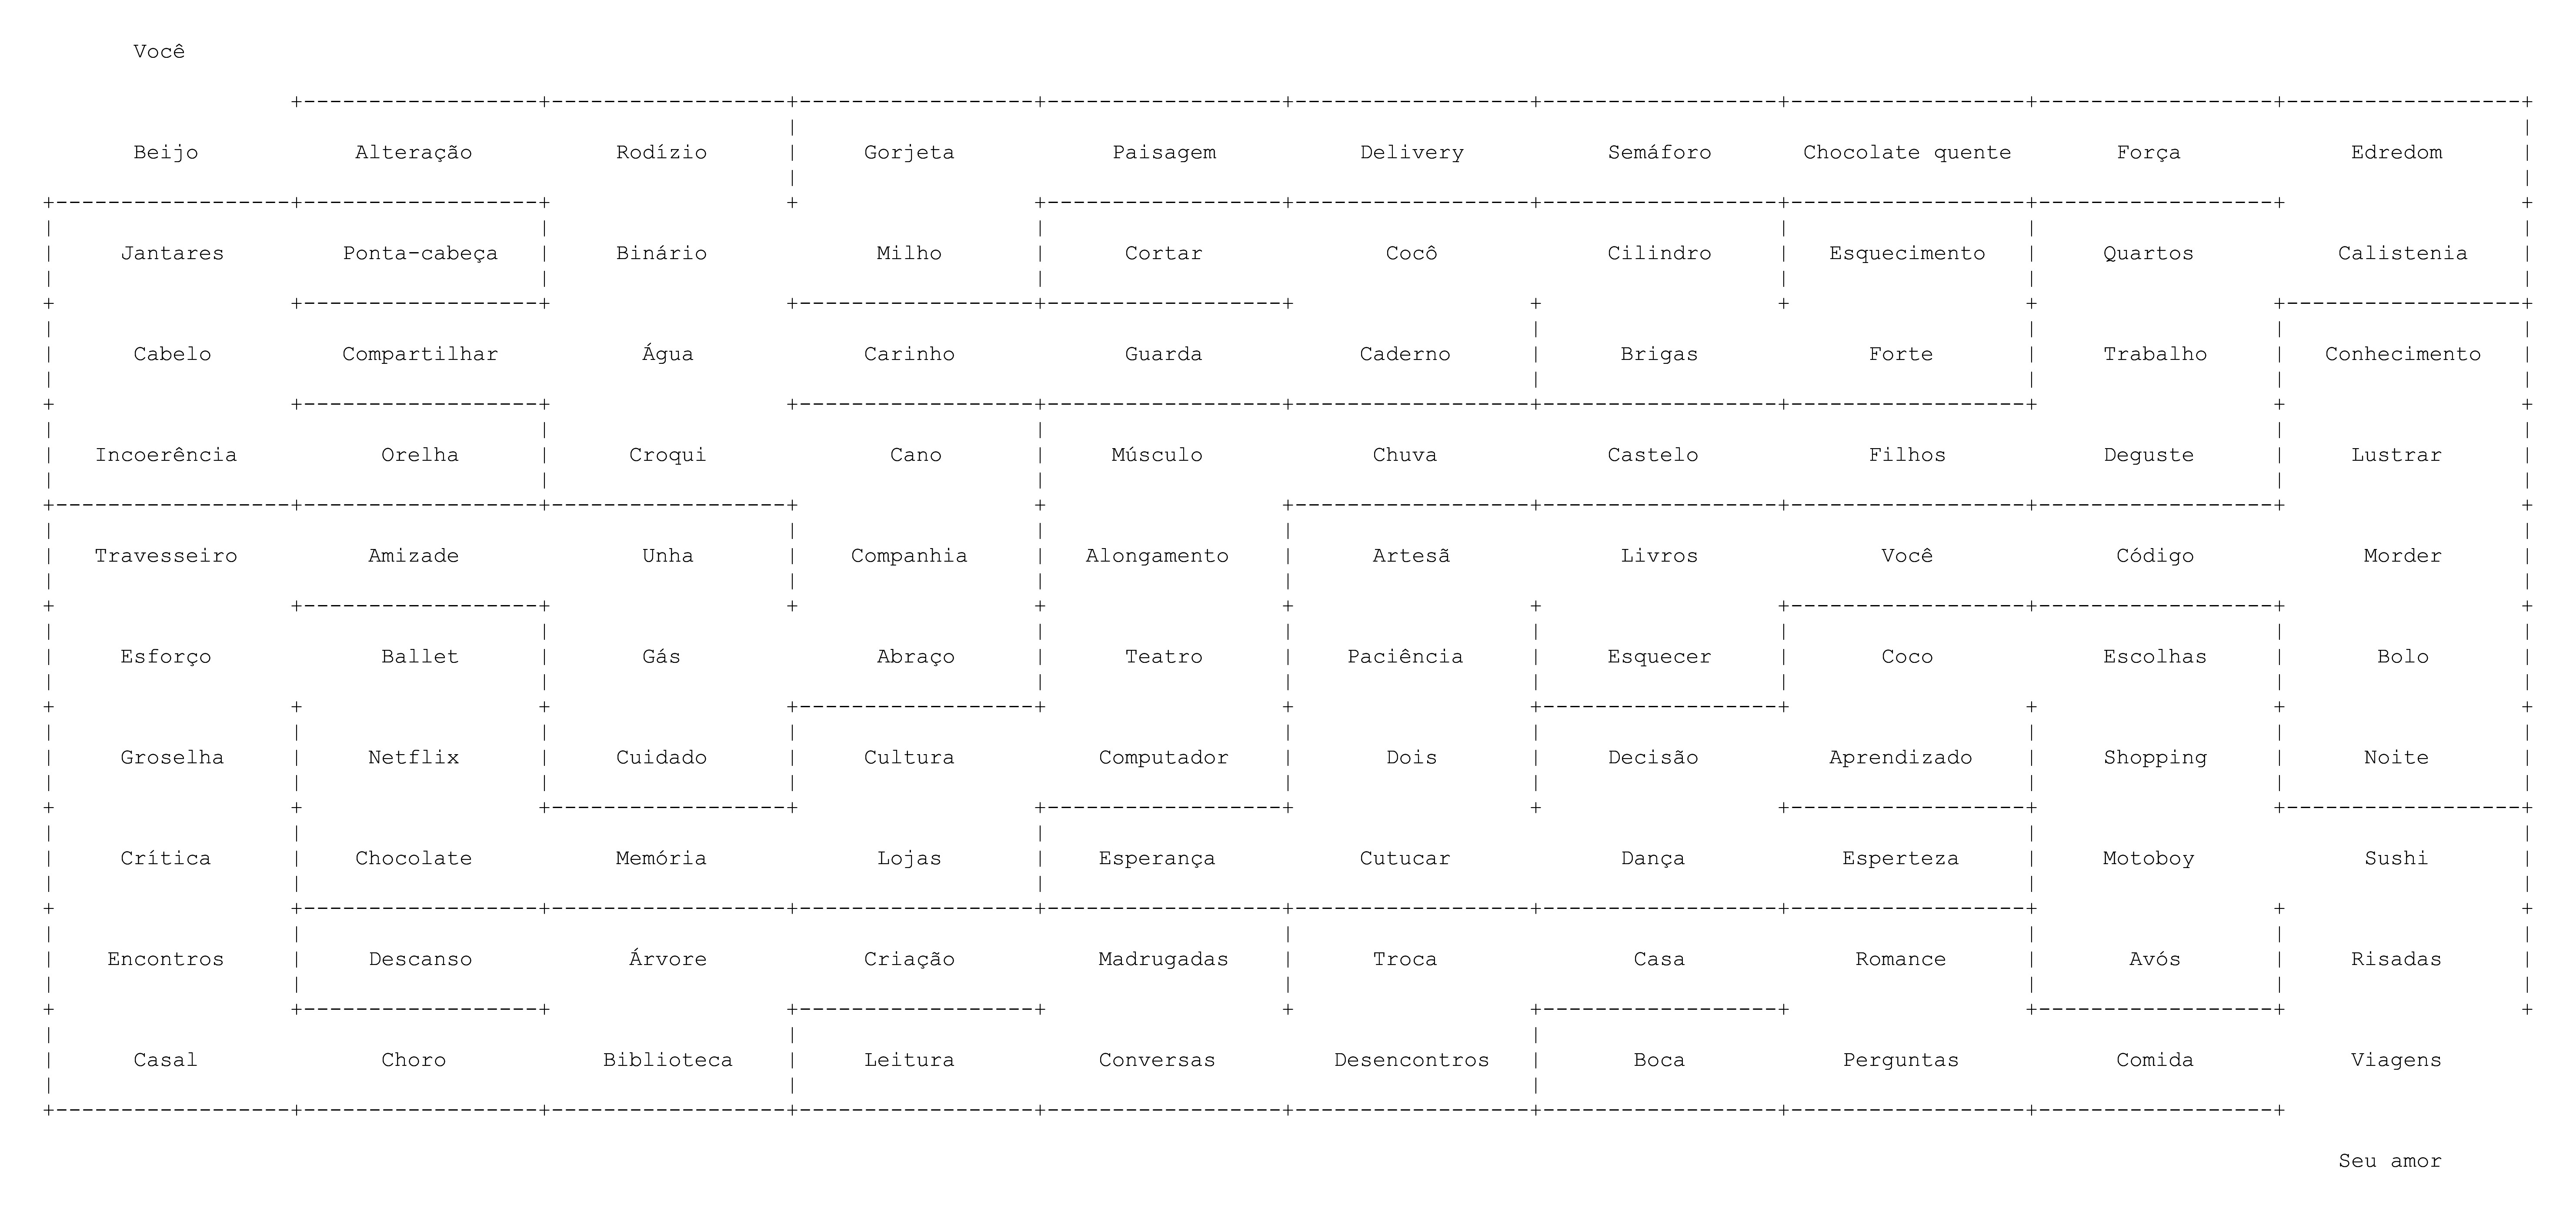 Você
Beijo Alteração Rodízio Gorjeta Paisagem Delivery Semáforo Chocolate quente Força Edredom
Jantares Ponta-cabeça Binário Milho Cortar Cocô Cilindro Esquecimento Quartos Calistenia
Cabelo Compartilhar Água Carinho Guarda Caderno Brigas Forte Trabalho Conhecimento
Incoerência Orelha Croqui Cano Músculo Chuva Castelo Filhos Deguste Lustrar
Travesseiro Amizade Unha Companhia Alongamento Artesã Livros Você Código Morder
Esforço Ballet Gás Abraço Teatro Paciência Esquecer Coco Escolhas Bolo
Groselha Netflix Cuidado Cultura Computador Dois Decisão Aprendizado Shopping Noite
Crítica Chocolate Memória Lojas Esperança Cutucar Dança Esperteza Motoboy Sushi
Encontros Descanso Árvore Criação Madrugadas Troca Casa Romance Avós Risadas
Casal Choro Biblioteca Leitura Conversas Desencontros Boca Perguntas Comida Viagens
Seu amor